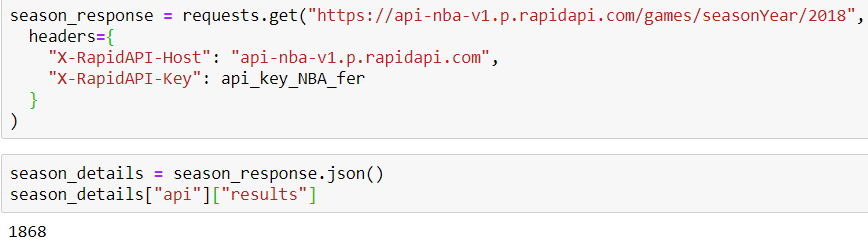 season_response = requests.get("https://api-nba-v1.p.rapidapi.com/games/seasonYear/2018",
  headers={
    "X-RapidAPI-Host": "api-nba-v1.p.rapidapi.com",
    "X-RapidAPI-Key": api_key_NBA_fer
  }
)
season_details = season_response.json()
season_details["api"]["results"]
1868